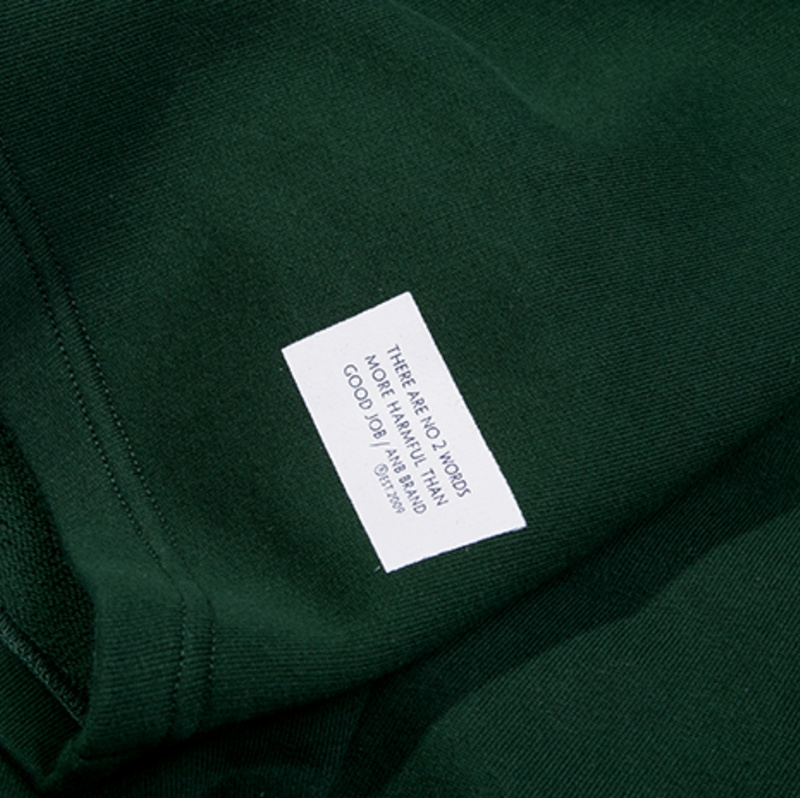 THERE ARE NO 2 WORDS
MORE HARMFUL THAN
GOOD JOB / ANB BRAND
®EST.2009